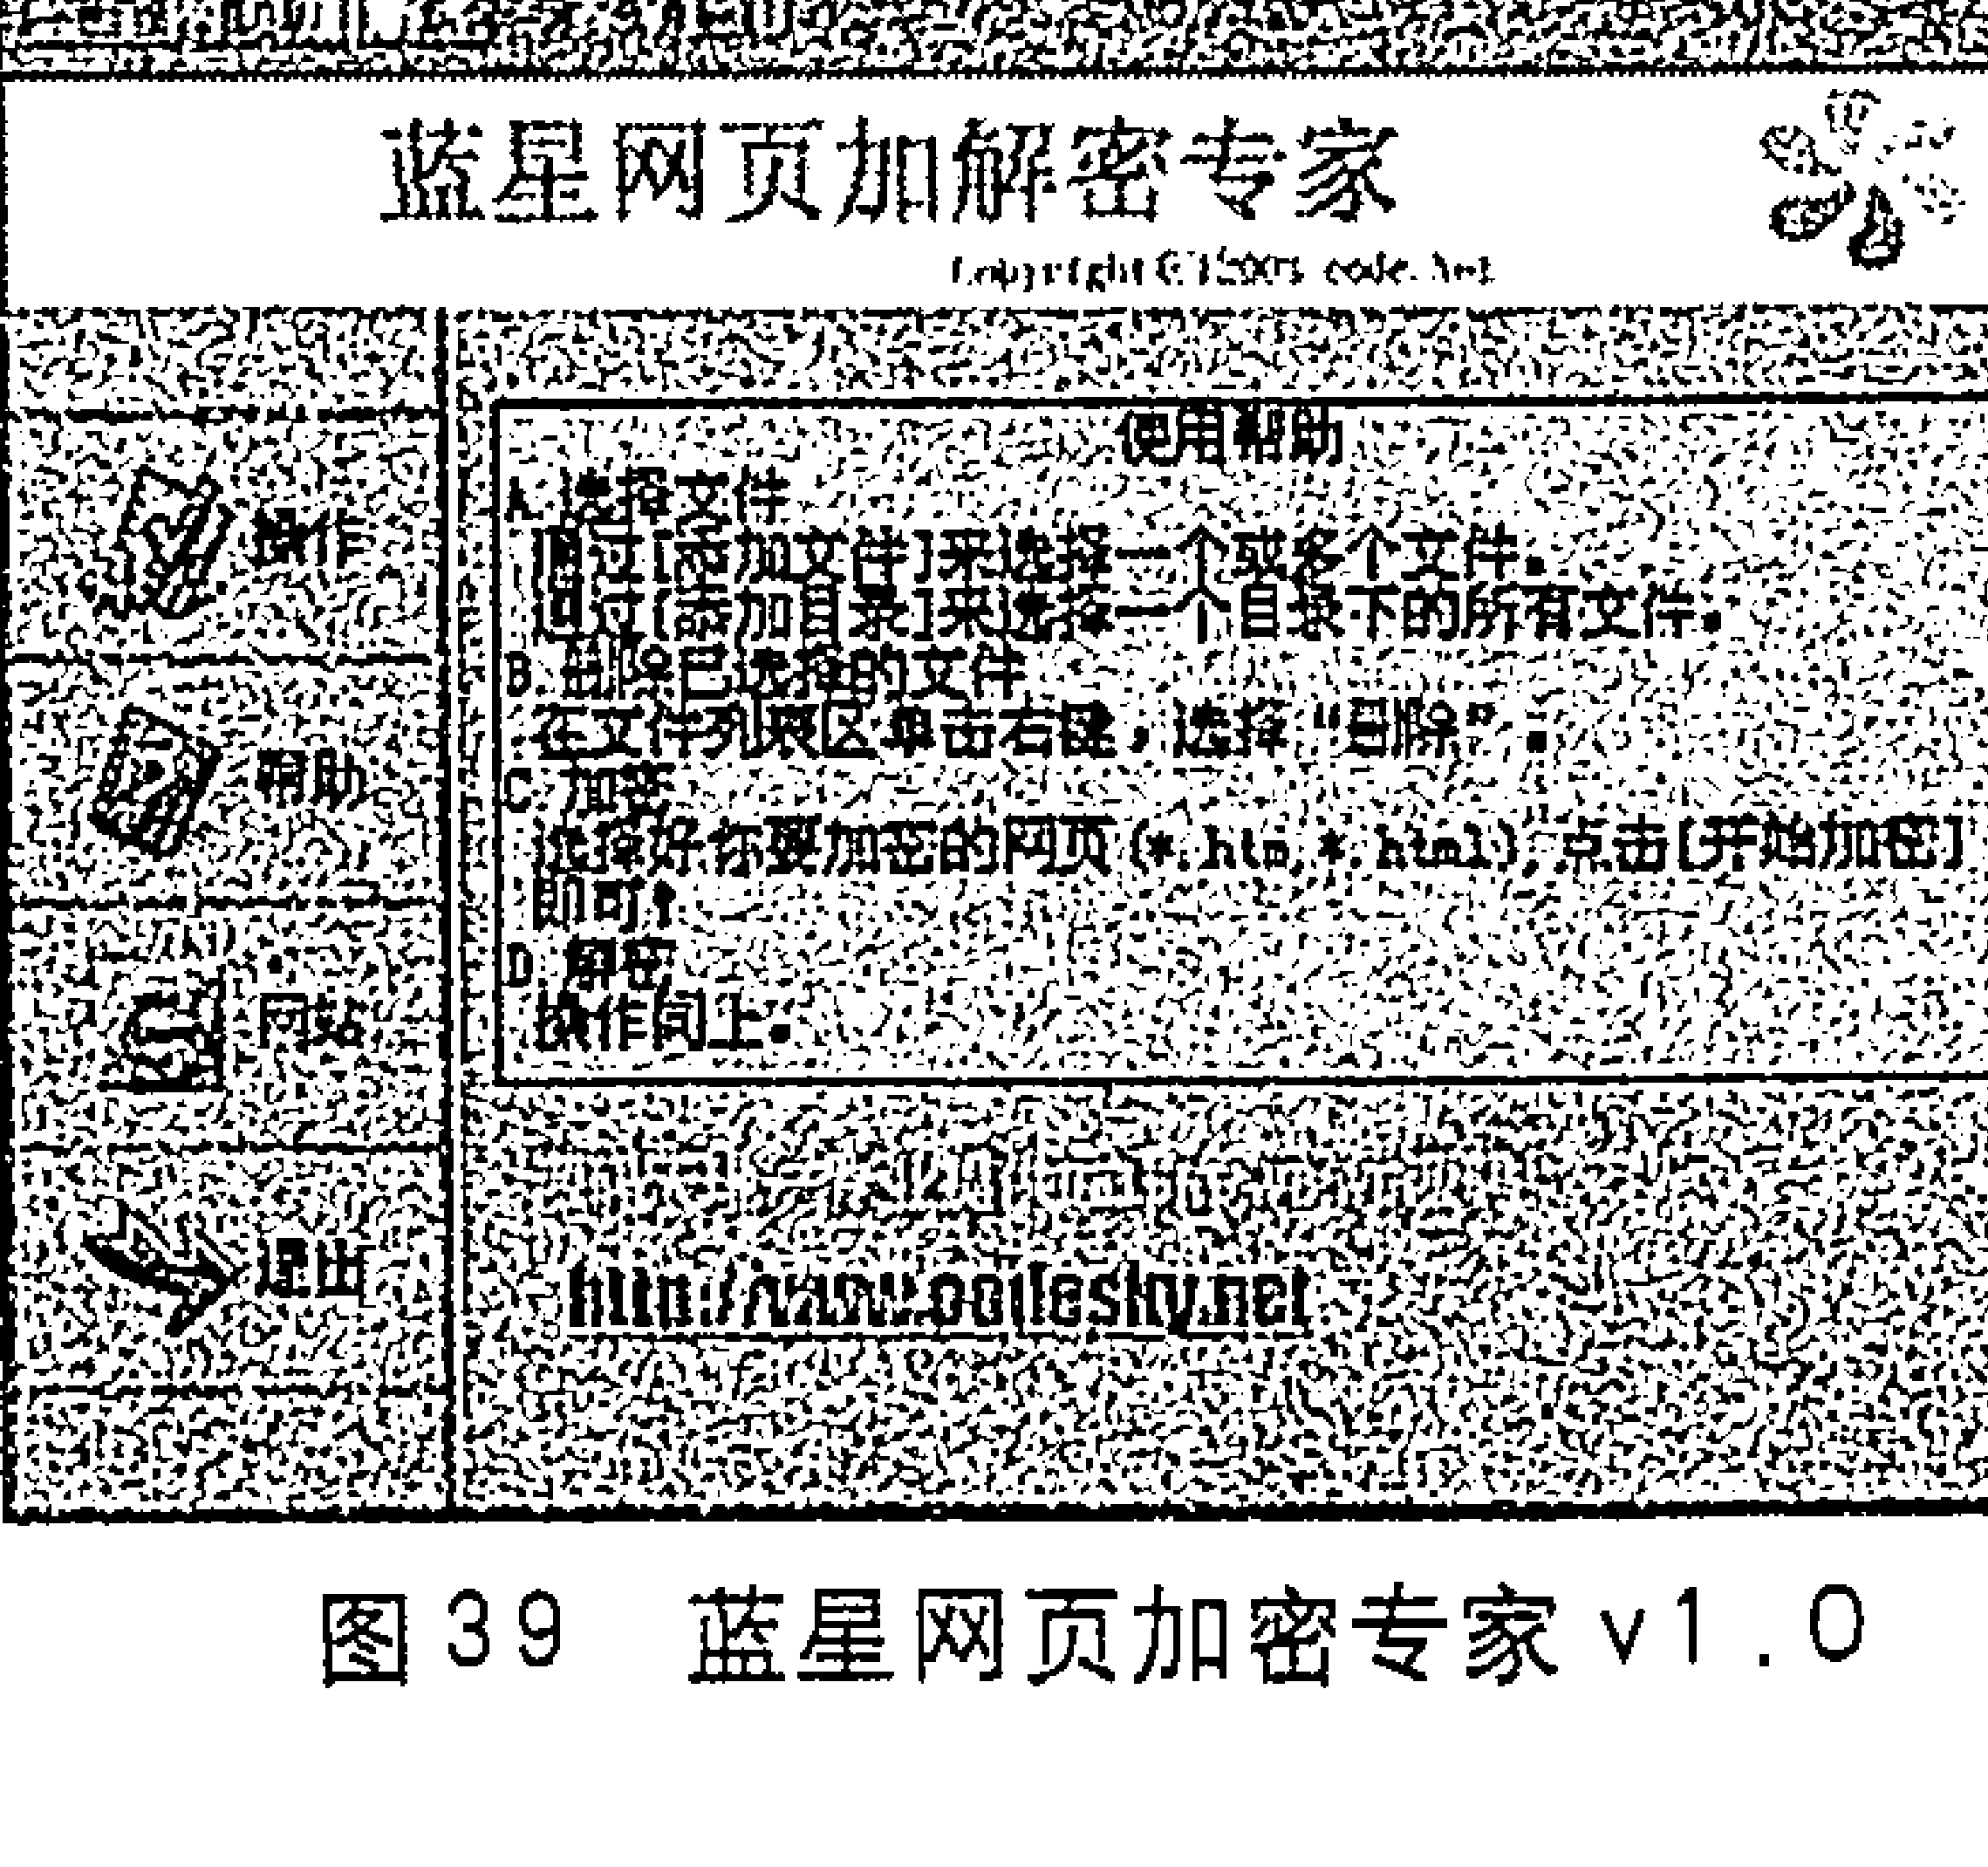 蓝星网页加解密专家
Copyright
使用帮助
A.选择文件
通过[添加文件]来选择一个或多个文件.
通过[添加目录]来选择一个目录下的所有文件.
B.删除已选择的文件
在文件列表区单击右键,选择"删除".
C.加密
选择好你要加密的网页(*.htm,*.html),点击[开始加密]
即可!
D.解密
操作同上.
操作
帮助
网站
退出
图39 蓝星网页加密专家v1.0